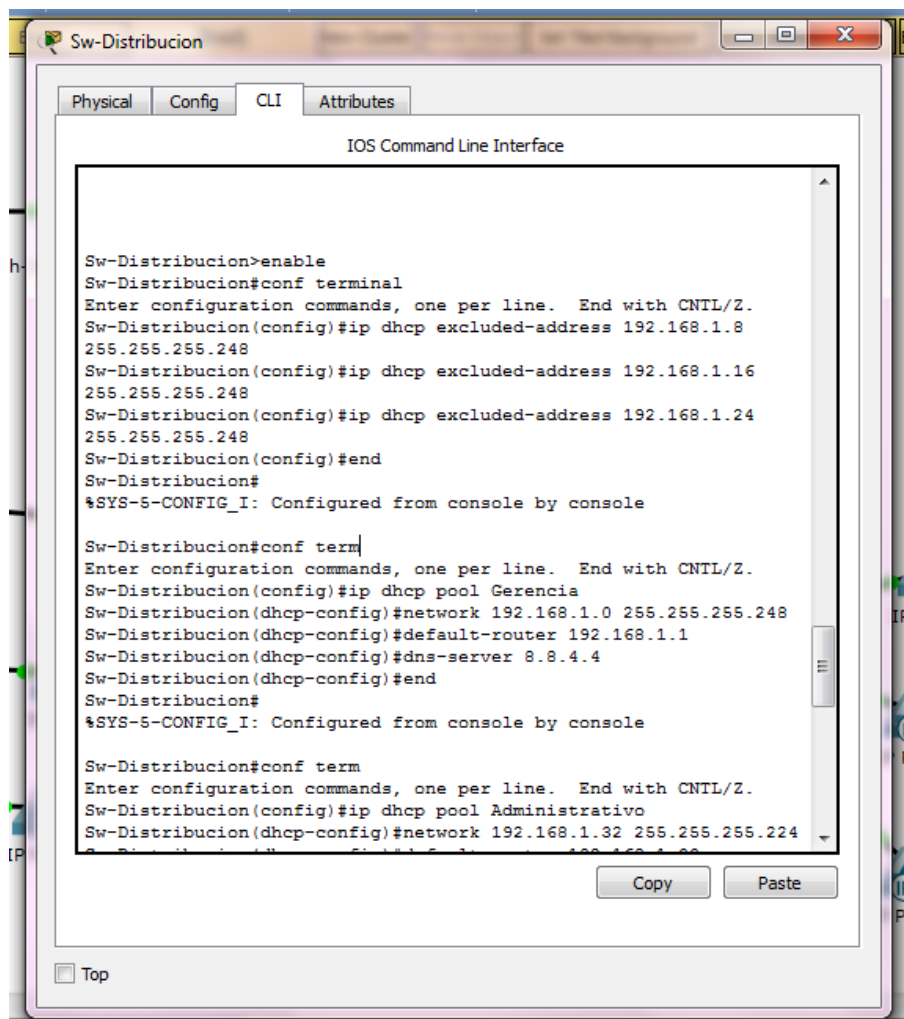 Sw-Distribucion
Physical Config CLI Attributes
IOS Command Line Interface
Sw-Distribucion>enable
Sw-Distribucion#conf terminal
Enter configuration commands, one per line.  End with CNTL/Z.
Sw-Distribucion(config)#ip dhcp excluded-address 192.168.1.8
255.255.255.248
Sw-Distribucion(config)#ip dhcp excluded-address 192.168.1.16
255.255.255.248
Sw-Distribucion(config)#ip dhcp excluded-address 192.168.1.24
255.255.255.248
Sw-Distribucion(config)#end
Sw-Distribucion#
%SYS-5-CONFIG_I: Configured from console by console
Sw-Distribucion#conf term
Enter configuration commands, one per line.  End with CNTL/Z.
Sw-Distribucion(config)#ip dhcp pool Gerencia
Sw-Distribucion(dhcp-config)#network 192.168.1.0 255.255.255.248
Sw-Distribucion(dhcp-config)#default-router 192.168.1.1
Sw-Distribucion(dhcp-config)#dns-server 8.8.4.4
Sw-Distribucion(dhcp-config)#end
Sw-Distribucion#
%SYS-5-CONFIG_I: Configured from console by console
Sw-Distribucion#conf term
Enter configuration commands, one per line.  End with CNTL/Z.
Sw-Distribucion(config)#ip dhcp pool Administrativo
Sw-Distribucion(dhcp-config)#network 192.168.1.32 255.255.255.224
Copy Paste
Top